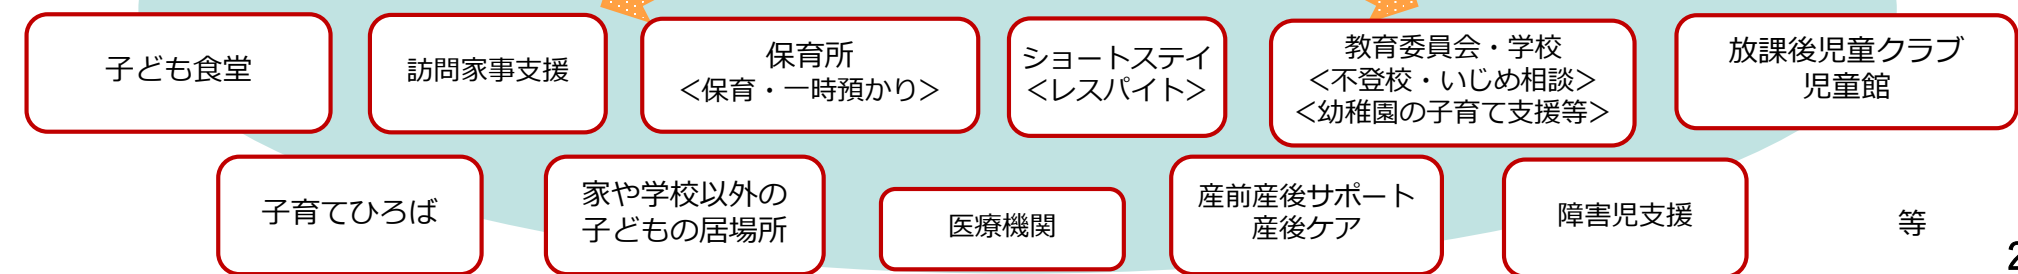 子ども食堂
訪問家事支援
保育所
<保育・一時預かり>
ショートステイ
<レスパイト>
教育委員会・学校
<不登校・いじめ相談>
<幼稚園の子育て支援等>
放課後児童クラブ
児童館
子育てひろば
家や学校以外の
子どもの居場所
医療機関
産前産後サポート
産後ケア
障害児支援
等
2